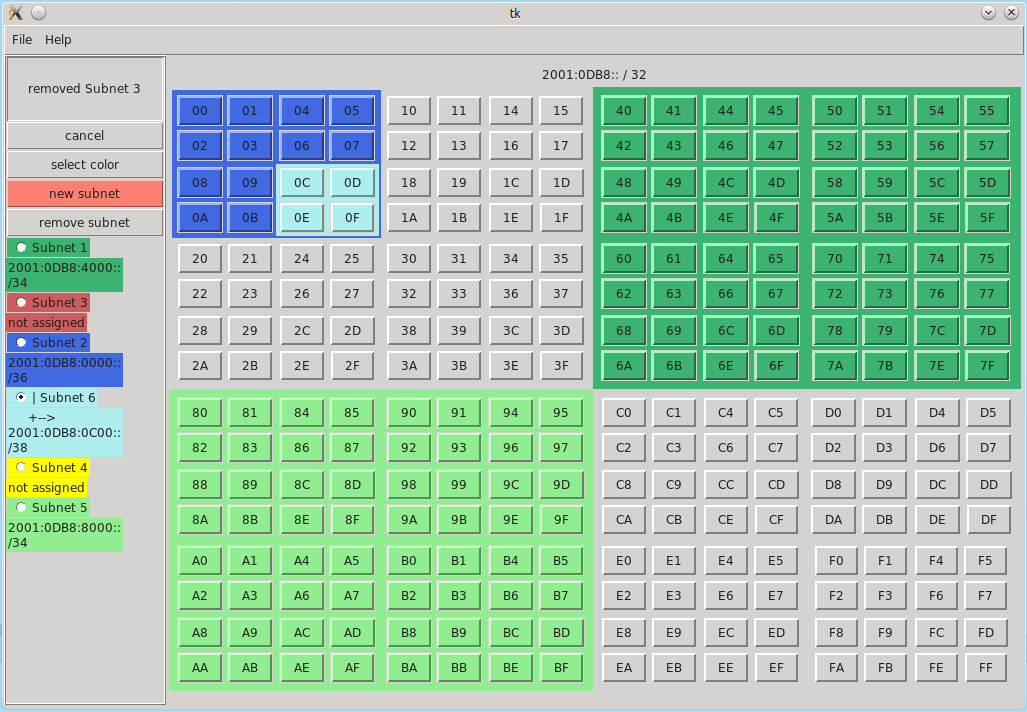 tk
File Help
removed Subnet 3
cancel
select color
new subnet
remove subnet
Subnet 1
2001:0DB8:4000::
/34
Subnet 3
not assigned
Subnet 2
2001:0DB8:0000::
/36
| Subnet 6
+-->
2001:0DB8:0C00::
/38
Subnet 4
not assigned
Subnet 5
2001:0DB8:8000::
/34
2001:0DB8:: / 32
00 01 04 05 10 11 14 15 40 41 44 45 50 51 54 55
02 03 06 07 12 13 16 17 42 43 46 47 52 53 56 57
08 09 0C 0D 18 19 1C 1D 48 49 4C 4D 58 59 5C 5D
0A 0B 0E 0F 1A 1B 1E 1F 4A 4B 4E 4F 5A 5B 5E 5F
20 21 24 25 30 31 34 35 60 61 64 65 70 71 74 75
22 23 26 27 32 33 36 37 62 63 66 67 72 73 76 77
28 29 2C 2D 38 39 3C 3D 68 69 6C 6D 78 79 7C 7D
2A 2B 2E 2F 3A 3B 3E 3F 6A 6B 6E 6F 7A 7B 7E 7F
80 81 84 85 90 91 94 95 C0 C1 C4 C5 D0 D1 D4 D5
82 83 86 87 92 93 96 97 C2 C3 C6 C7 D2 D3 D6 D7
88 89 8C 8D 98 99 9C 9D C8 C9 CC CD D8 D9 DC DD
8A 8B 8E 8F 9A 9B 9E 9F CA CB CE CF DA DB DE DF
A0 A1 A4 A5 B0 B1 B4 B5 E0 E1 E4 E5 F0 F1 F4 F5
A2 A3 A6 A7 B2 B3 B6 B7 E2 E3 E6 E7 F2 F3 F6 F7
A8 A9 AC AD B8 B9 BC BD E8 E9 EC ED F8 F9 FC FD
AA AB AE AF BA BB BE BF EA EB EE EF FA FB FE FF